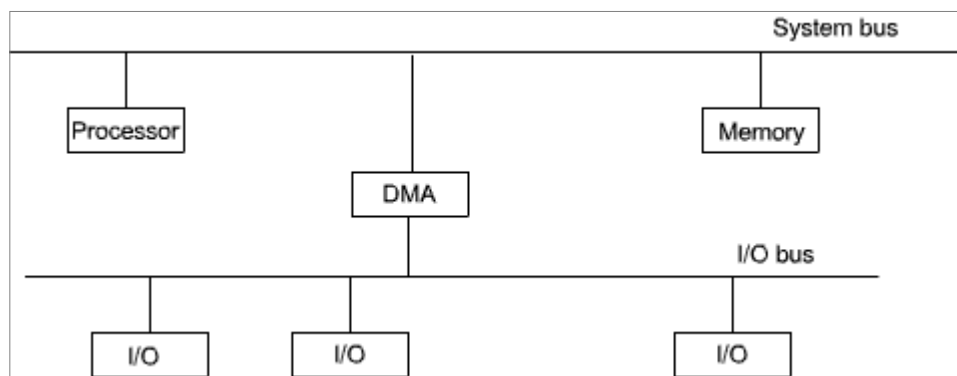 System bus
Processor
Memory
DMA
I/O bus
I/O
I/O
I/O